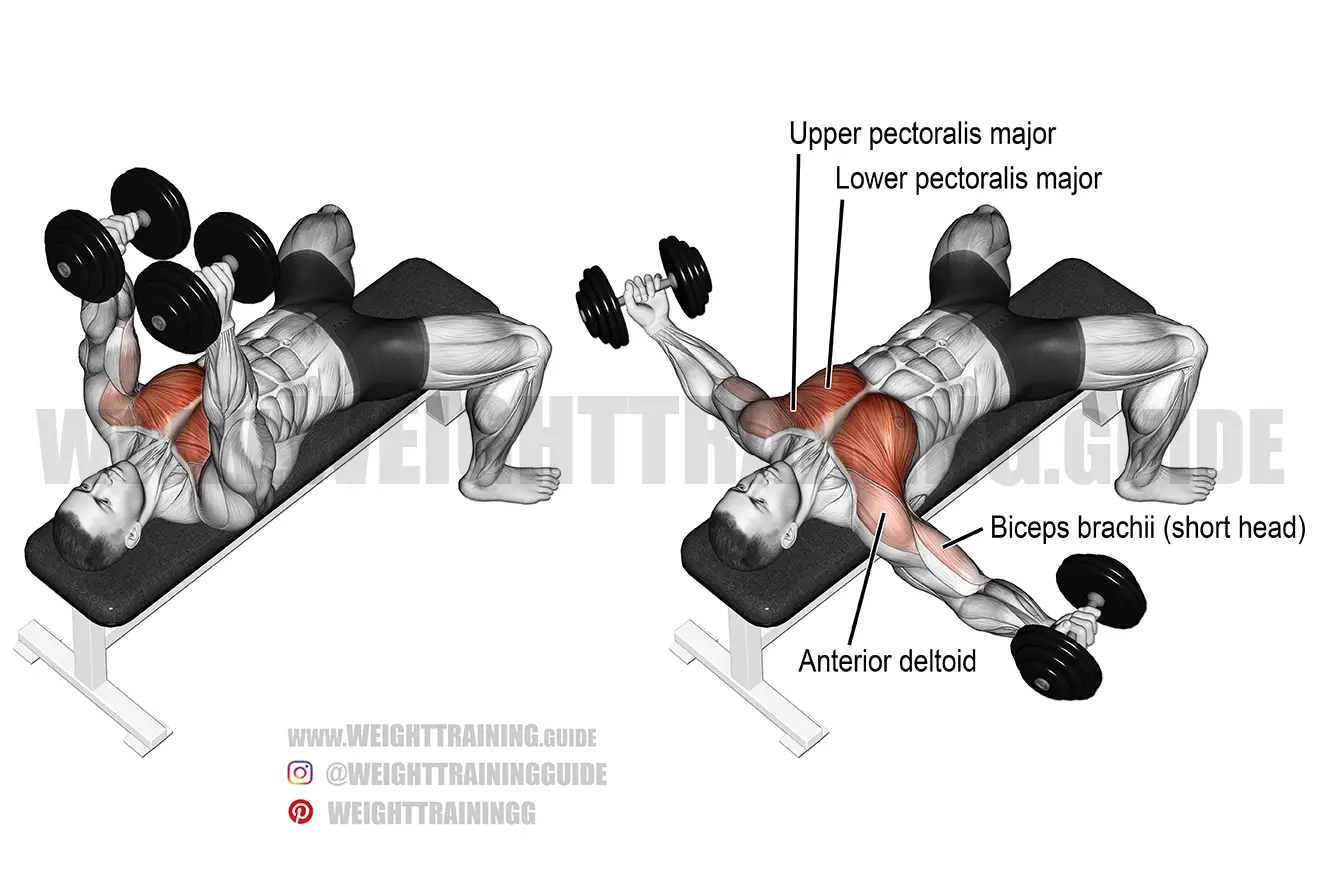 Upper pectoralis major
Lower pectoralis major
WEIGHTTRAINING.GUIDE
Biceps brachii (short head)
Anterior deltoid
www.WEIGHTTRAINING.GUIDE
@WEIGHTTRAININGGUIDE
WEIGHTTRAININGG